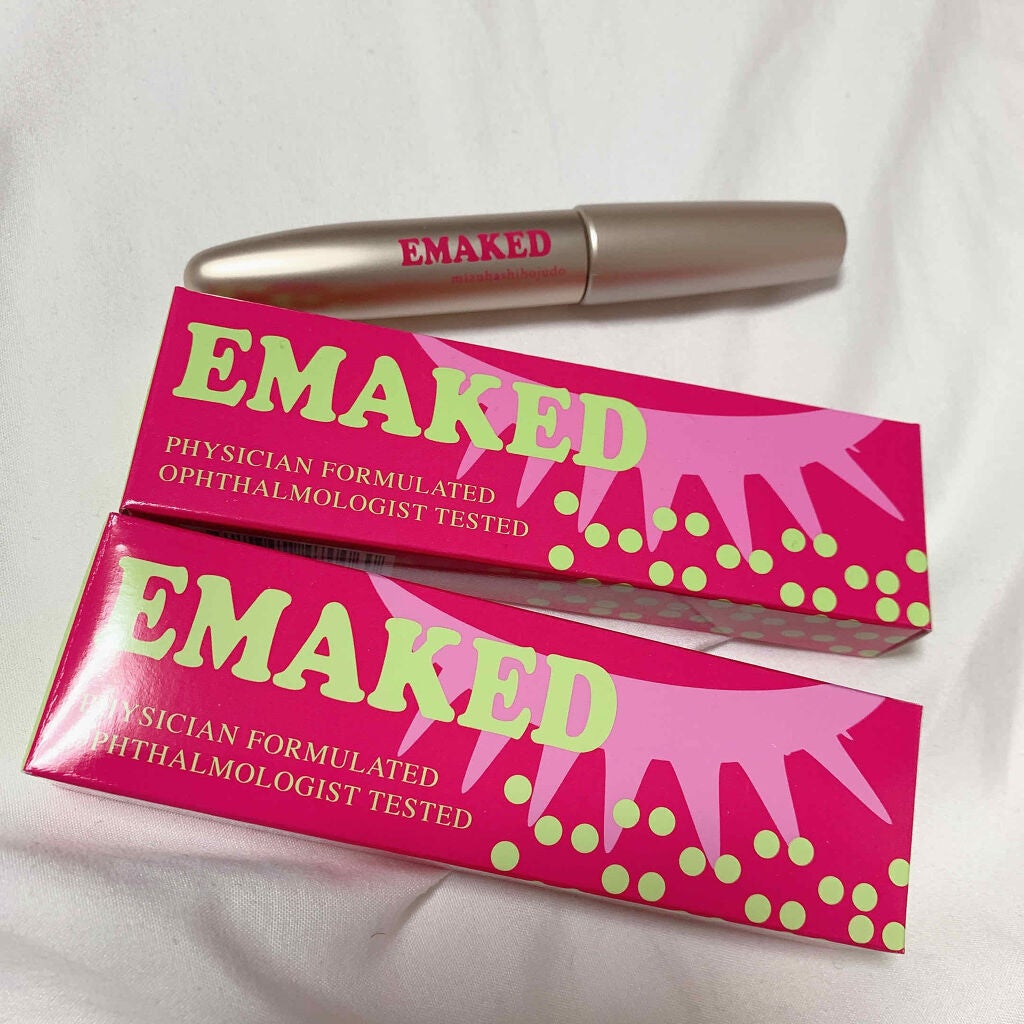 EMAKED
mizuhashihojudo
EMAKED
PHYSICIAN FORMULATED
OPHTHALMOLOGIST TESTED
EMAKED
PHYSICIAN FORMULATED
OPHTHALMOLOGIST TESTED